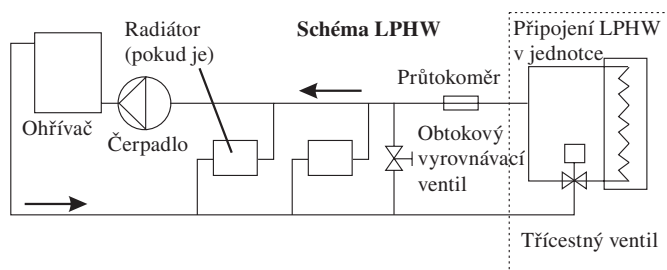 Schéma LPHW
Radiátor
(pokud je)
Připojení LPHW
v jednotce
Průtokoměr
Ohřívač
Čerpadlo
Obtokový
vyrovnávací
ventil
Třícestný ventil